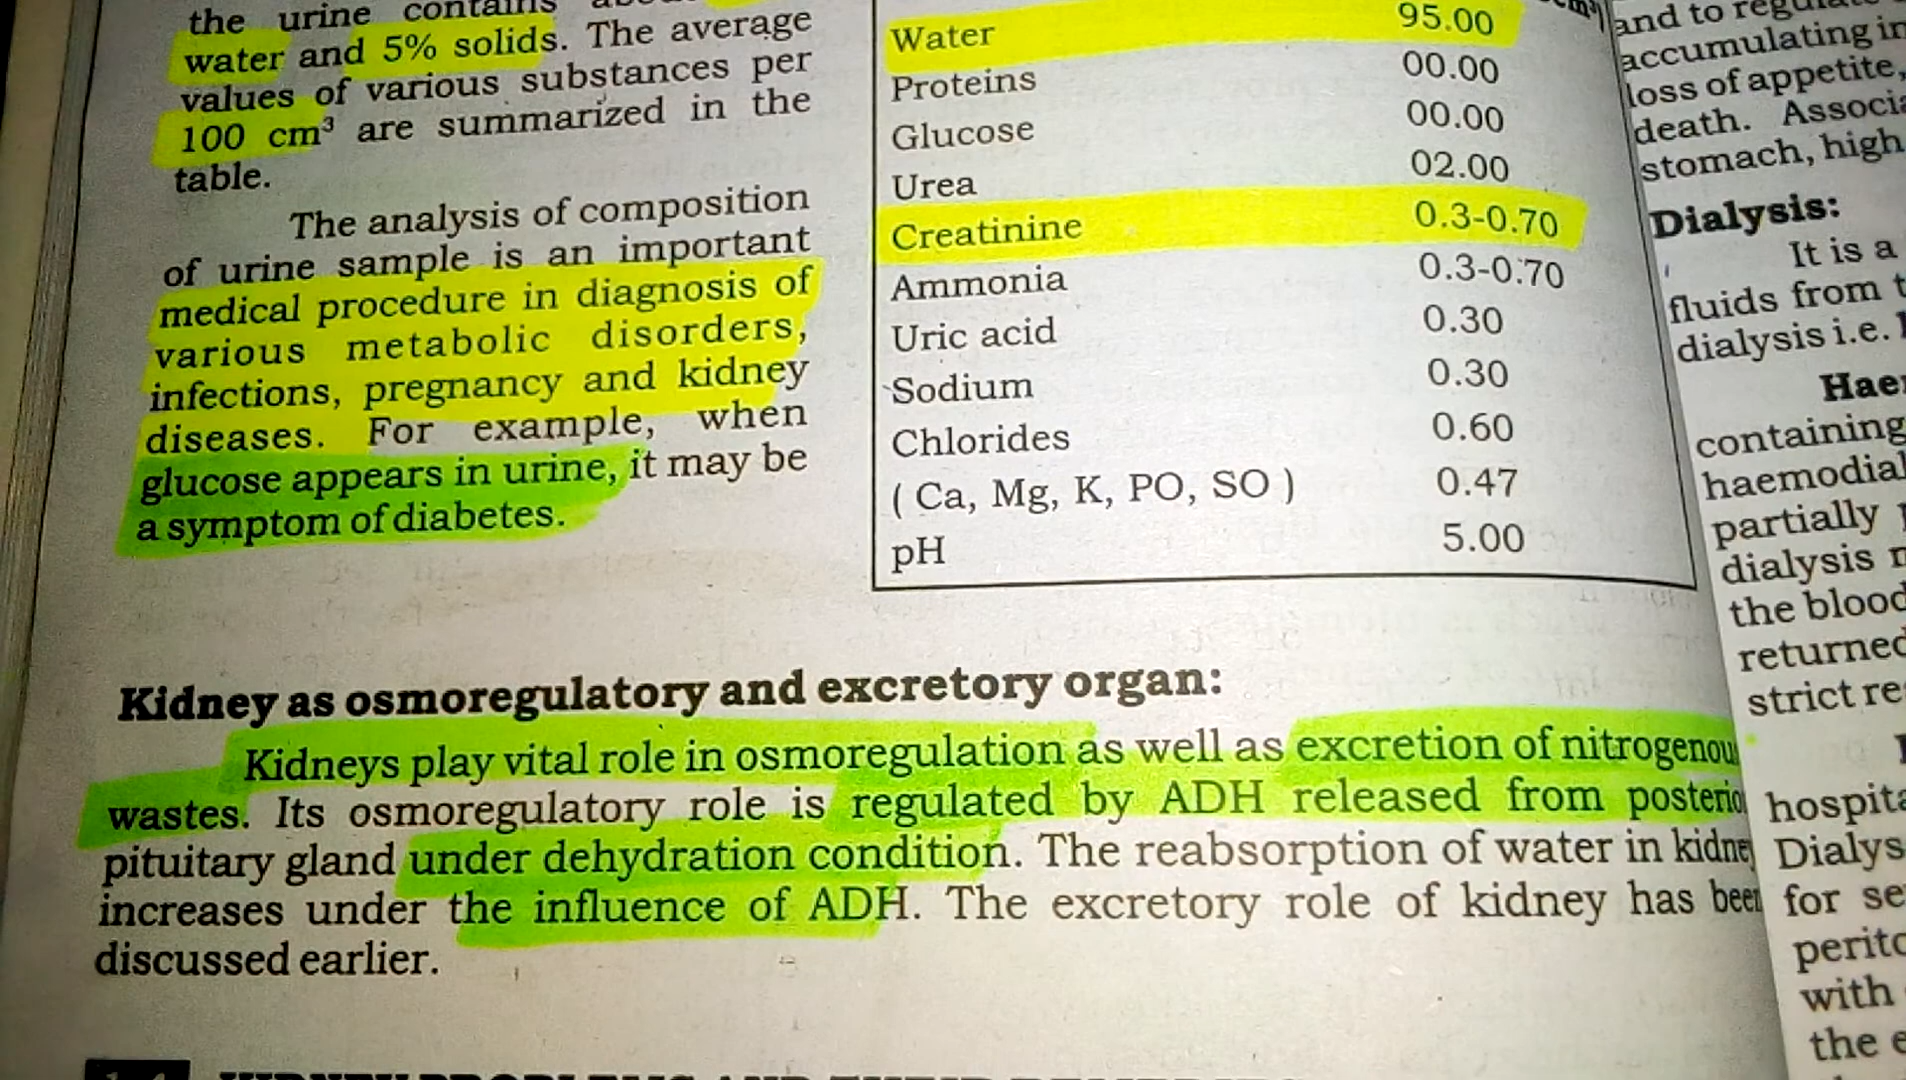 the urine contains
water and 5% solids. The average
values of various substances per
100 cm³ are summarized in the
table.
The analysis of composition
of urine sample is an important
medical procedure in diagnosis of
various metabolic disorders,
infections, pregnancy and kidney
diseases. For example, when
glucose appears in urine, it may be
a symptom of diabetes.
Water 95.00
Proteins 00.00
Glucose 00.00
Urea 02.00
Creatinine 0.3-0.70
Ammonia 0.3-0.70
Uric acid 0.30
Sodium 0.30
Chlorides 0.60
( Ca, Mg, K, PO, SO ) 0.47
pH 5.00
Kidney as osmoregulatory and excretory organ:
Kidneys play vital role in osmoregulation as well as excretion of nitrogenou
wastes. Its osmoregulatory role is regulated by ADH released from posterio
pituitary gland under dehydration condition. The reabsorption of water in kidney
increases under the influence of ADH. The excretory role of kidney has been
discussed earlier.
and to regulate
accumulating in
loss of appetite,
death. Associa
stomach, high
Dialysis:
It is a
fluids from t
dialysis i.e.
Hae
containing
haemodial
partially
dialysis
the blood
returned
strict re
hospita
Dialys
for se
perito
with
the e